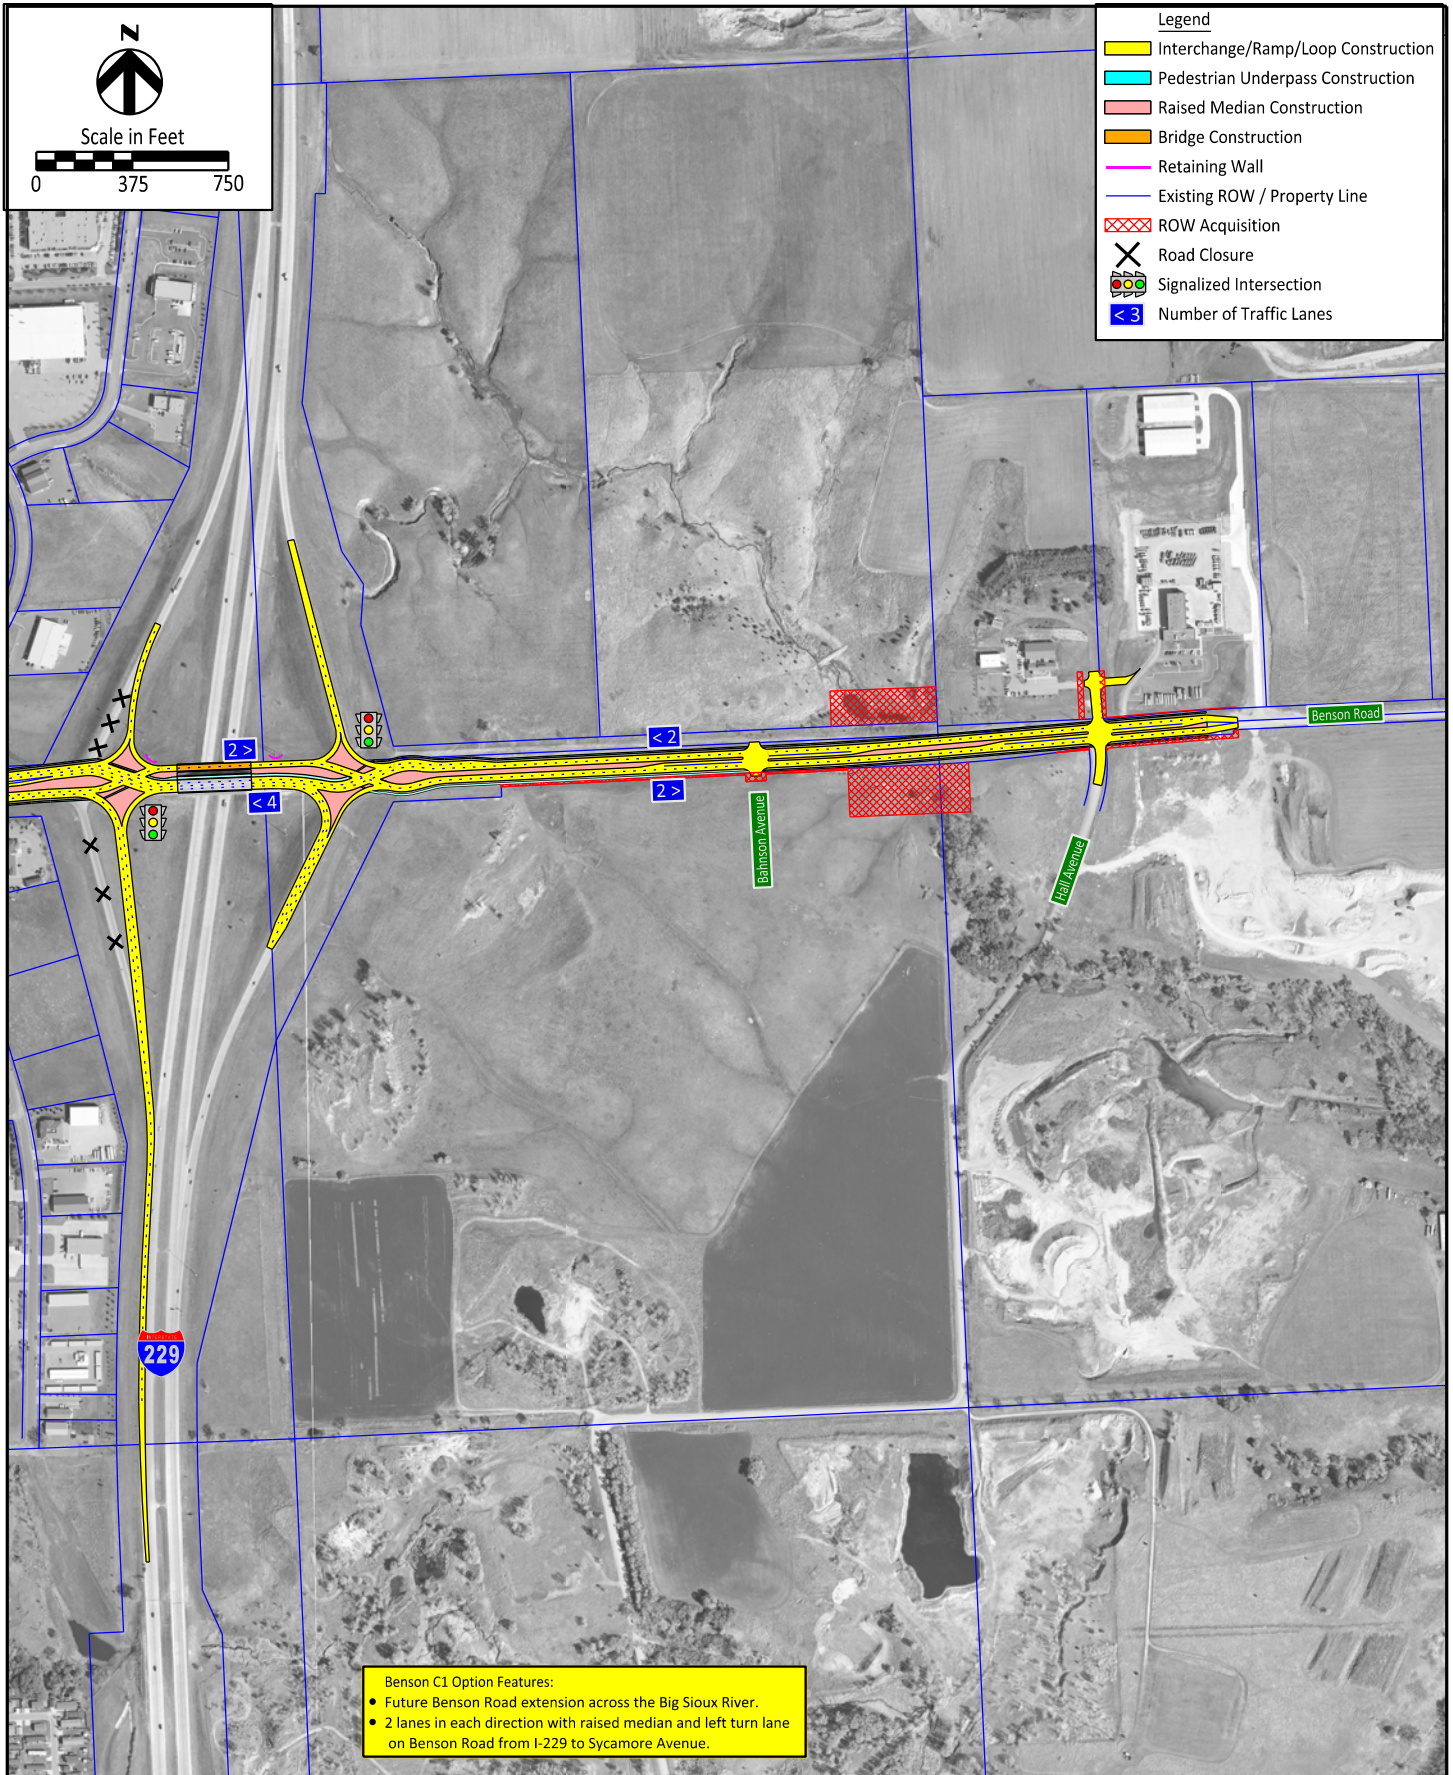 N
Scale in Feet
0 375 750
Legend
Interchange/Ramp/Loop Construction
Pedestrian Underpass Construction
Raised Median Construction
Bridge Construction
Retaining Wall
Existing ROW / Property Line
ROW Acquisition
Road Closure
Signalized Intersection
< 3 Number of Traffic Lanes
Benson Road
< 2
2 >
2 >
< 4
Bahnson Avenue
Hall Avenue
INTERSTATE
229
Benson C1 Option Features:
• Future Benson Road extension across the Big Sioux River.
• 2 lanes in each direction with raised median and left turn lane
on Benson Road from I-229 to Sycamore Avenue.